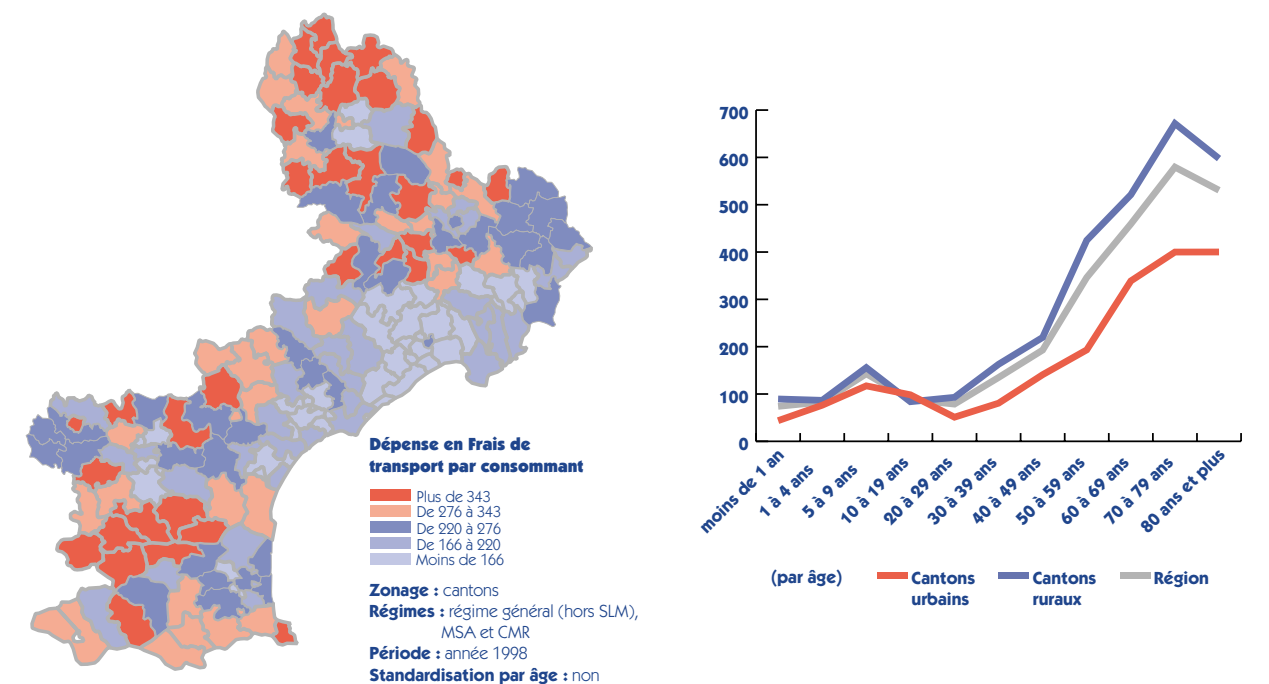 Dépense en Frais de
transport par consommant
Plus de 343
De 276 à 343
De 220 à 276
De 166 à 220
Moins de 166
Zonage : cantons
Régimes : régime général (hors SLM),
MSA et CMR
Période : année 1998
Standardisation par âge : non
700
600
500
400
300
200
100
0
moins de 1 an
1 à 4 ans
5 à 9 ans
10 à 19 ans
20 à 29 ans
30 à 39 ans
40 à 49 ans
50 à 59 ans
60 à 69 ans
70 à 79 ans
80 ans et plus
(par âge)
Cantons
urbains
Cantons
ruraux
Région